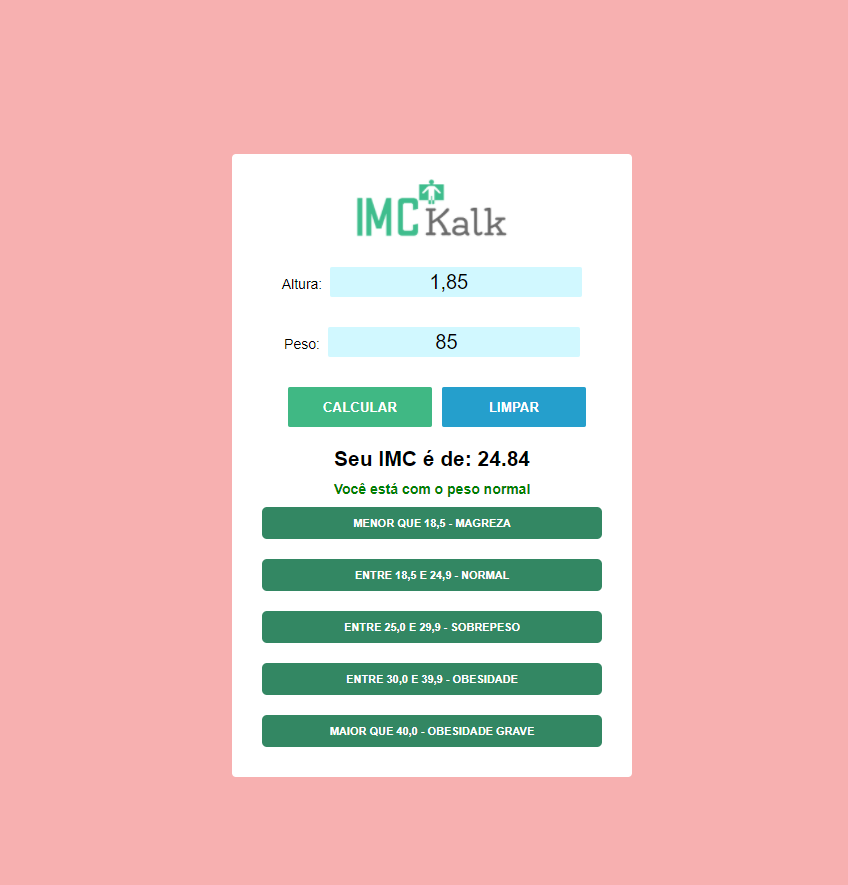 IMC Kalk
Altura: 1,85
Peso: 85
CALCULAR LIMPAR
Seu IMC é de: 24.84
Você está com o peso normal
MENOR QUE 18,5 - MAGREZA
ENTRE 18,5 E 24,9 - NORMAL
ENTRE 25,0 E 29,9 - SOBREPESO
ENTRE 30,0 E 39,9 - OBESIDADE
MAIOR QUE 40,0 - OBESIDADE GRAVE